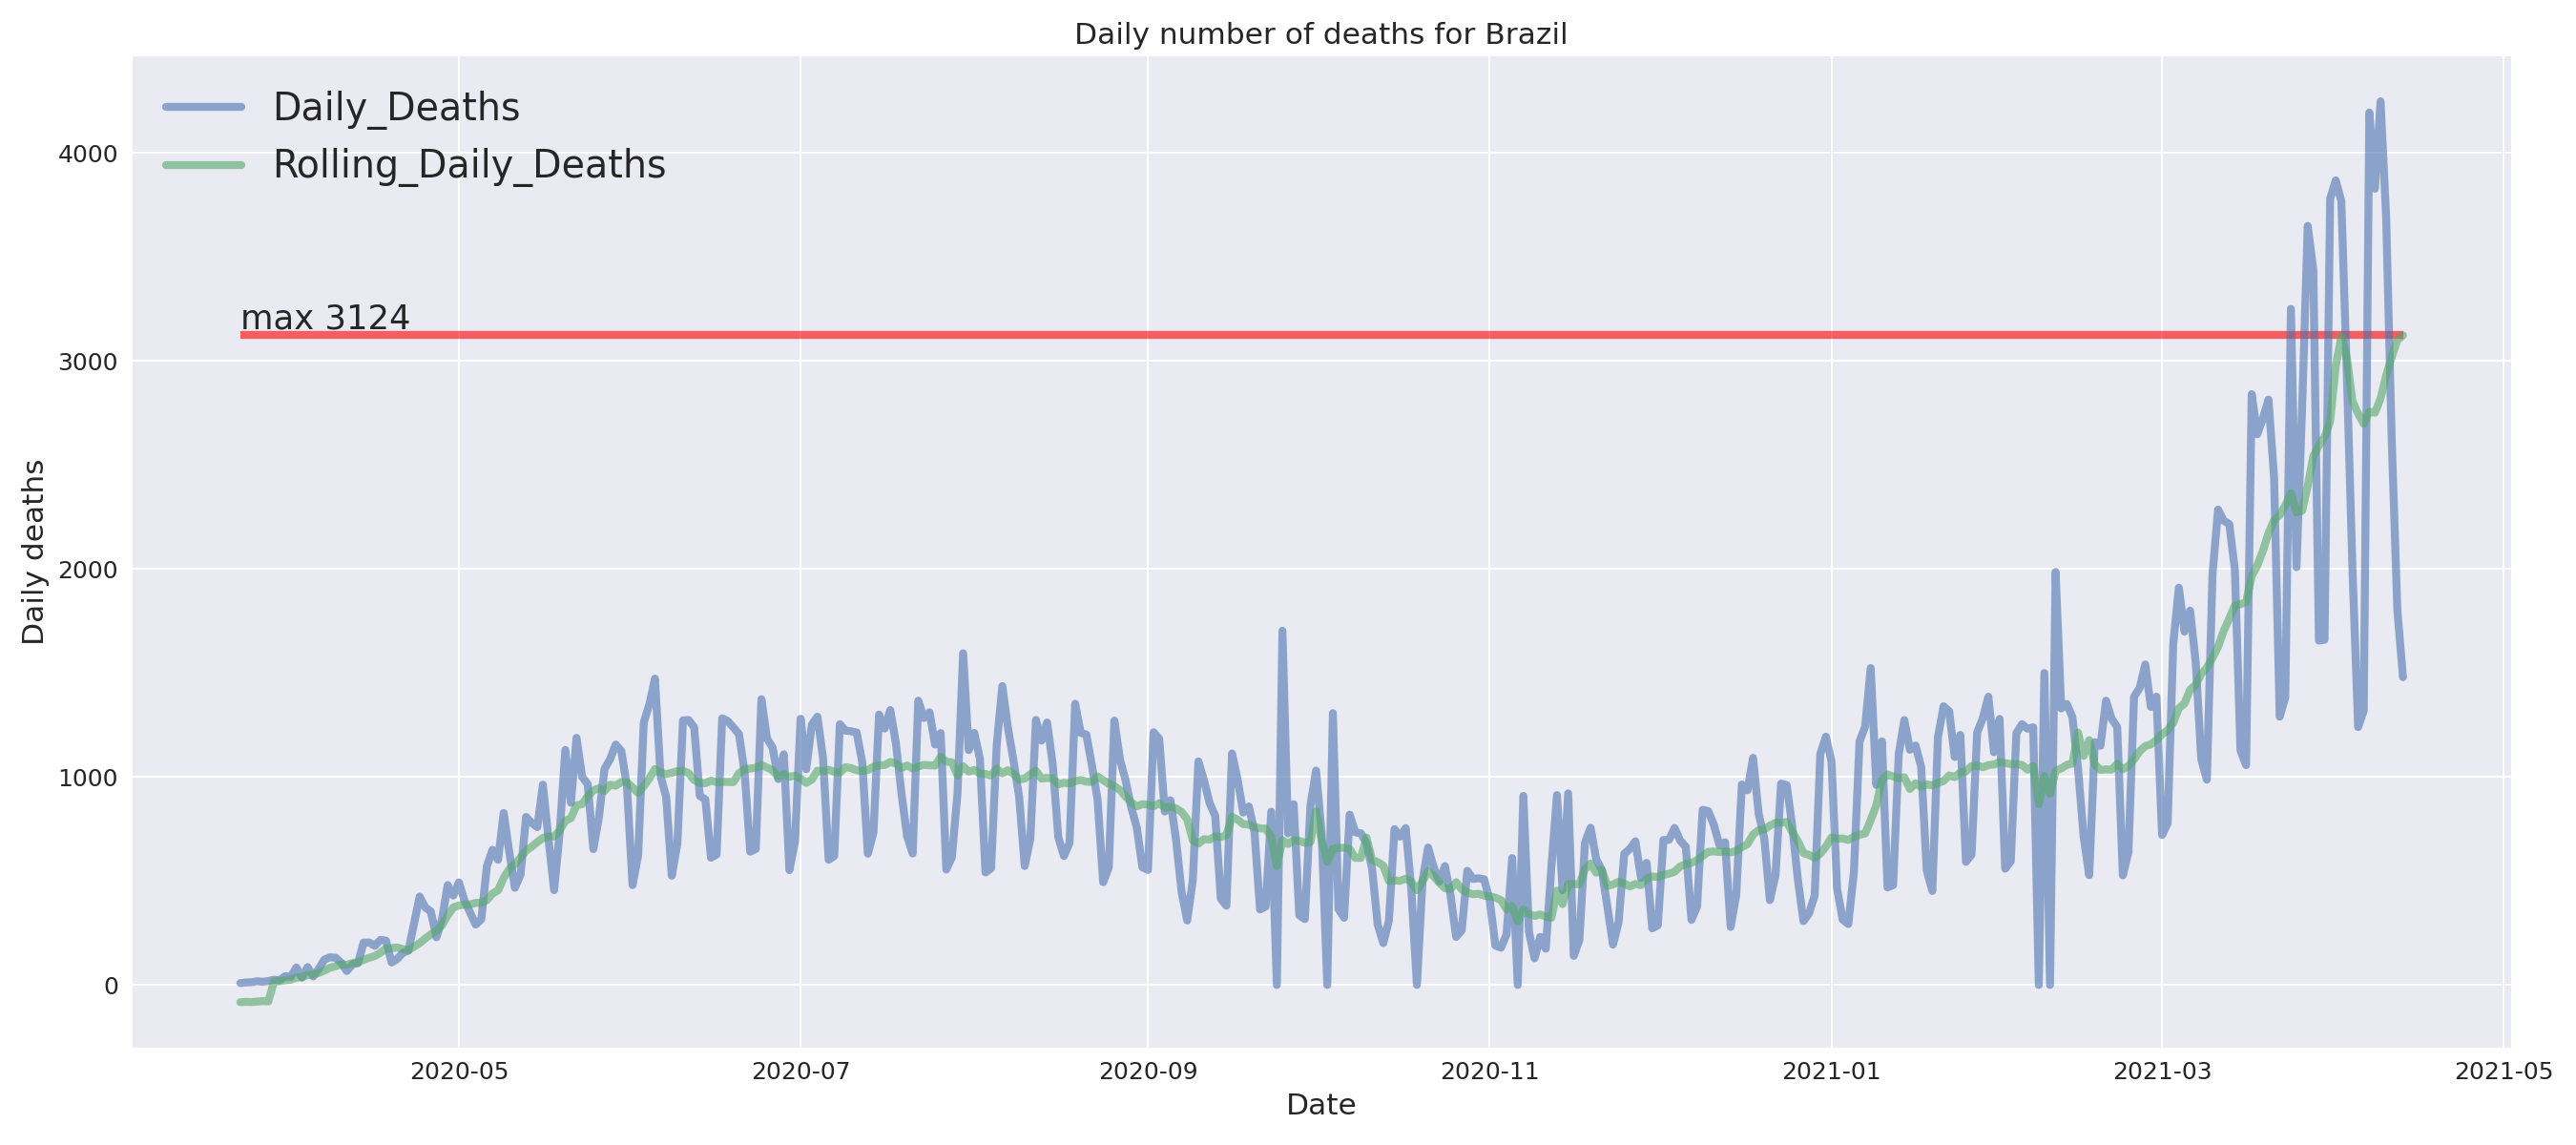 Daily number of deaths for Brazil
Daily_Deaths
Rolling_Daily_Deaths
max 3124
Daily deaths
4000
3000
2000
1000
0
2020-05
2020-07
2020-09
2020-11
2021-01
2021-03
2021-05
Date